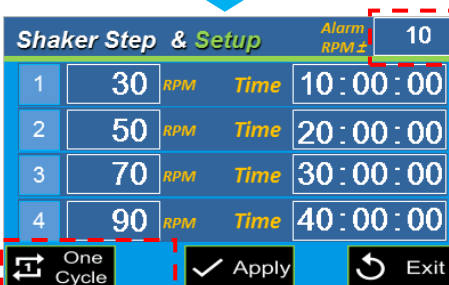 Shaker Step & Setup Alarm RPM± 10
1 30 RPM Time 10:00:00
2 50 RPM Time 20:00:00
3 70 RPM Time 30:00:00
4 90 RPM Time 40:00:00
1 One Cycle Apply Exit